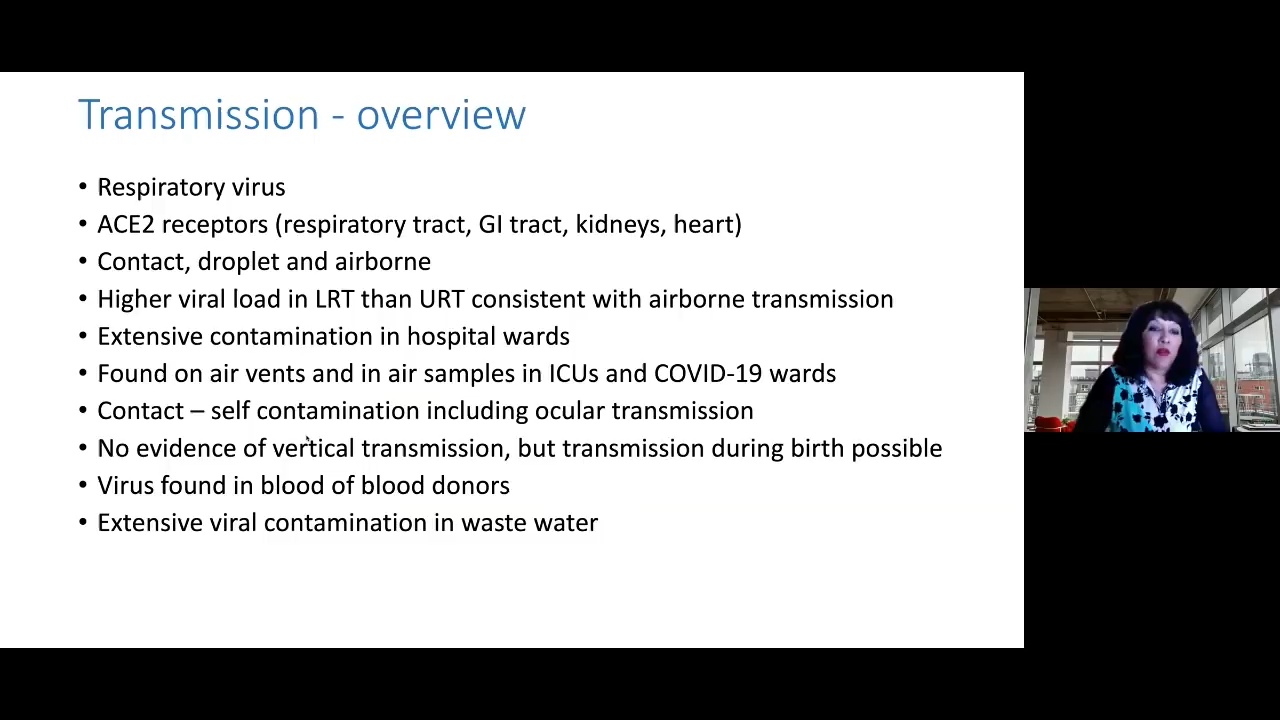 Transmission - overview
• Respiratory virus
• ACE2 receptors (respiratory tract, GI tract, kidneys, heart)
• Contact, droplet and airborne
• Higher viral load in LRT than URT consistent with airborne transmission
• Extensive contamination in hospital wards
• Found on air vents and in air samples in ICUs and COVID-19 wards
• Contact – self contamination including ocular transmission
• No evidence of vertical transmission, but transmission during birth possible
• Virus found in blood of blood donors
• Extensive viral contamination in waste water